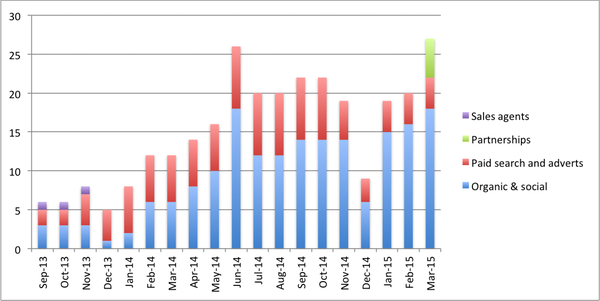 30
25
20
15
10
5
0
Sep-13
Oct-13
Nov-13
Dec-13
Jan-14
Feb-14
Mar-14
Apr-14
May-14
Jun-14
Jul-14
Aug-14
Sep-14
Oct-14
Nov-14
Dec-14
Jan-15
Feb-15
Mar-15
Sales agents
Partnerships
Paid search and adverts
Organic & social